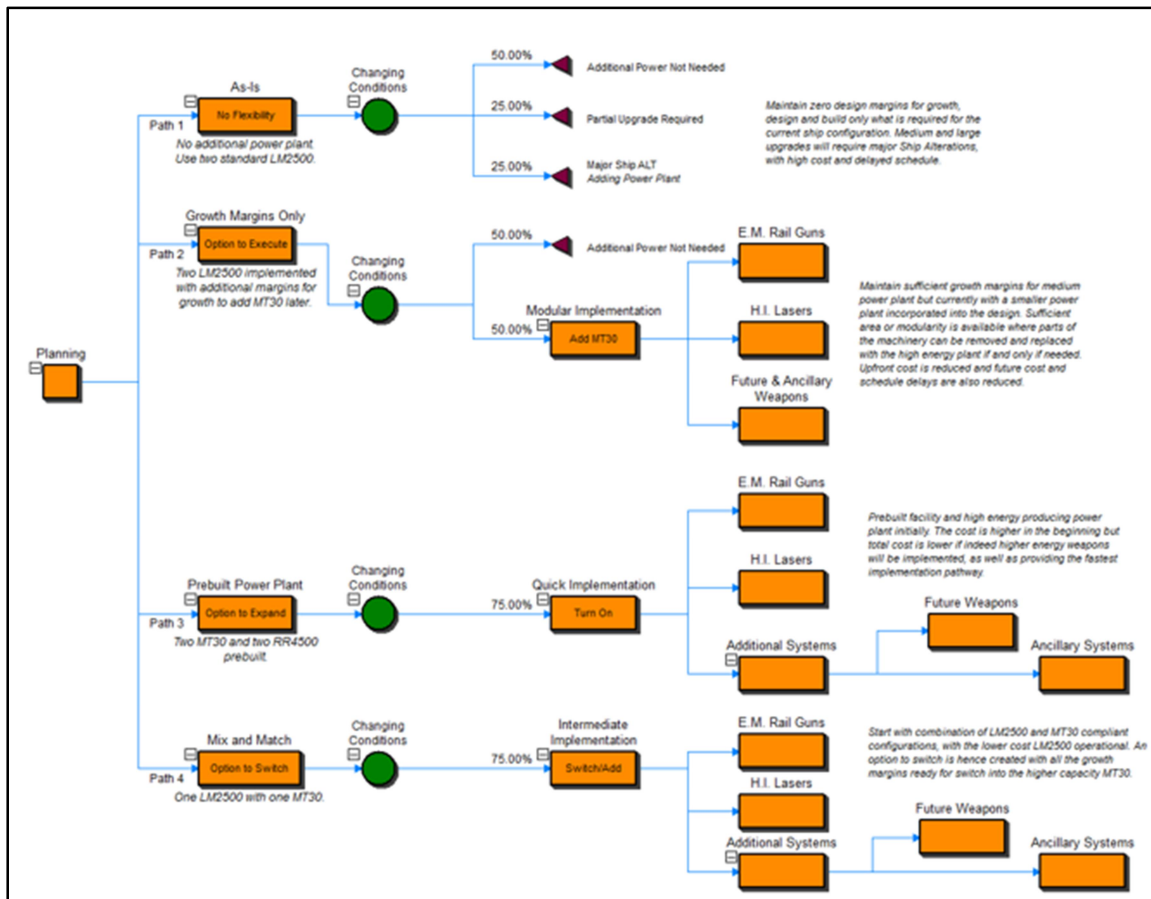 Planning
Path 1
As-Is
No Flexibility
No additional power plant.
Use two standard LM2500.
Changing
Conditions
50.00%
Additional Power Not Needed
25.00%
Partial Upgrade Required
25.00%
Major Ship ALT
Adding Power Plant
Maintain zero design margins for growth,
design and build only what is required for the
current ship configuration. Medium and large
upgrades will require major Ship Alterations,
with high cost and delayed schedule.
Path 2
Growth Margins Only
Option to Execute
Two LM2500 implemented
with additional margins for
growth to add MT30 later.
Changing
Conditions
50.00%
Additional Power Not Needed
50.00%
Modular Implementation
Add MT30
E.M. Rail Guns
H.I. Lasers
Future & Ancillary
Weapons
Maintain sufficient growth margins for medium
power plant but currently with a smaller power
plant incorporated into the design. Sufficient
area or modularity is available where parts of
the machinery can be removed and replaced
with the high energy plant if and only if needed.
Upfront cost is reduced and future cost and
schedule delays are also reduced.
Path 3
Prebuilt Power Plant
Option to Expand
Two MT30 and two RR4500
prebuilt.
Changing
Conditions
75.00%
Quick Implementation
Turn On
E.M. Rail Guns
H.I. Lasers
Additional Systems
Future Weapons
Ancillary Systems
Prebuilt facility and high energy producing power
plant initially. The cost is higher in the beginning but
total cost is lower if indeed higher energy weapons
will be implemented, as well as providing the fastest
implementation pathway.
Path 4
Mix and Match
Option to Switch
One LM2500 with one MT30.
Changing
Conditions
75.00%
Intermediate
Implementation
Switch/Add
E.M. Rail Guns
H.I. Lasers
Additional Systems
Future Weapons
Ancillary Systems
Start with combination of LM2500 and MT30 compliant
configurations, with the lower cost LM2500 operational. An
option to switch is hence created with all the growth
margins ready for switch into the higher capacity MT30.